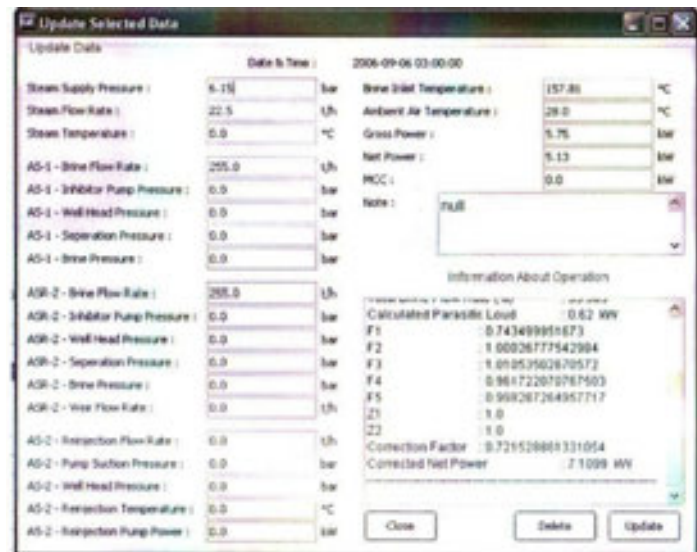 Update Selected Data
Update Data
Date & Time : 2006-09-06 03:00:00
Steam Supply Pressure : 6.15 bar
Steam Flow Rate : 22.5 t/h
Steam Temperature : 0.0 °C
AS-1 - Brine Flow Rate : 255.0 t/h
AS-1 - Inhibitor Pump Pressure : 0.0 bar
AS-1 - Well Head Pressure : 0.0 bar
AS-1 - Seperation Pressure : 0.0 bar
AS-1 - Brine Pressure : 0.0 bar
ASR-2 - Brine Flow Rate : 255.0 t/h
ASR-2 - Inhibitor Pump Pressure : 0.0 bar
ASR-2 - Well Head Pressure : 0.0 bar
ASR-2 - Seperation Pressure : 0.0 bar
ASR-2 - Brine Pressure : 0.0 bar
ASR-2 - Weir Flow Rate : 0.0 t/h
AS-2 - Reinjection Flow Rate : 0.0 t/h
AS-2 - Pump Suction Pressure : 0.0 bar
AS-2 - Well Head Pressure : 0.0 bar
AS-2 - Reinjection Temperature : 0.0 °C
AS-2 - Reinjection Pump Power : 0.0 kW
Brine Inlet Temperature : 157.81 °C
Ambient Air Temperature : 28.0 °C
Gross Power : 5.75 kW
Net Power : 5.13 kW
MCC : 0.0 kW
Note : null
Information About Operation
Calculated Parasitic Load : 0.62 kW
F1 : 0.743499851673
F2 : 1.00026777542984
F3 : 1.01053502670572
F4 : 0.961722070767503
F5 : 0.998267264957717
Z1 : 1.0
Z2 : 1.0
Correction Factor : 0.721528861331054
Corrected Net Power : 7.1099 kW
Close
Delete
Update